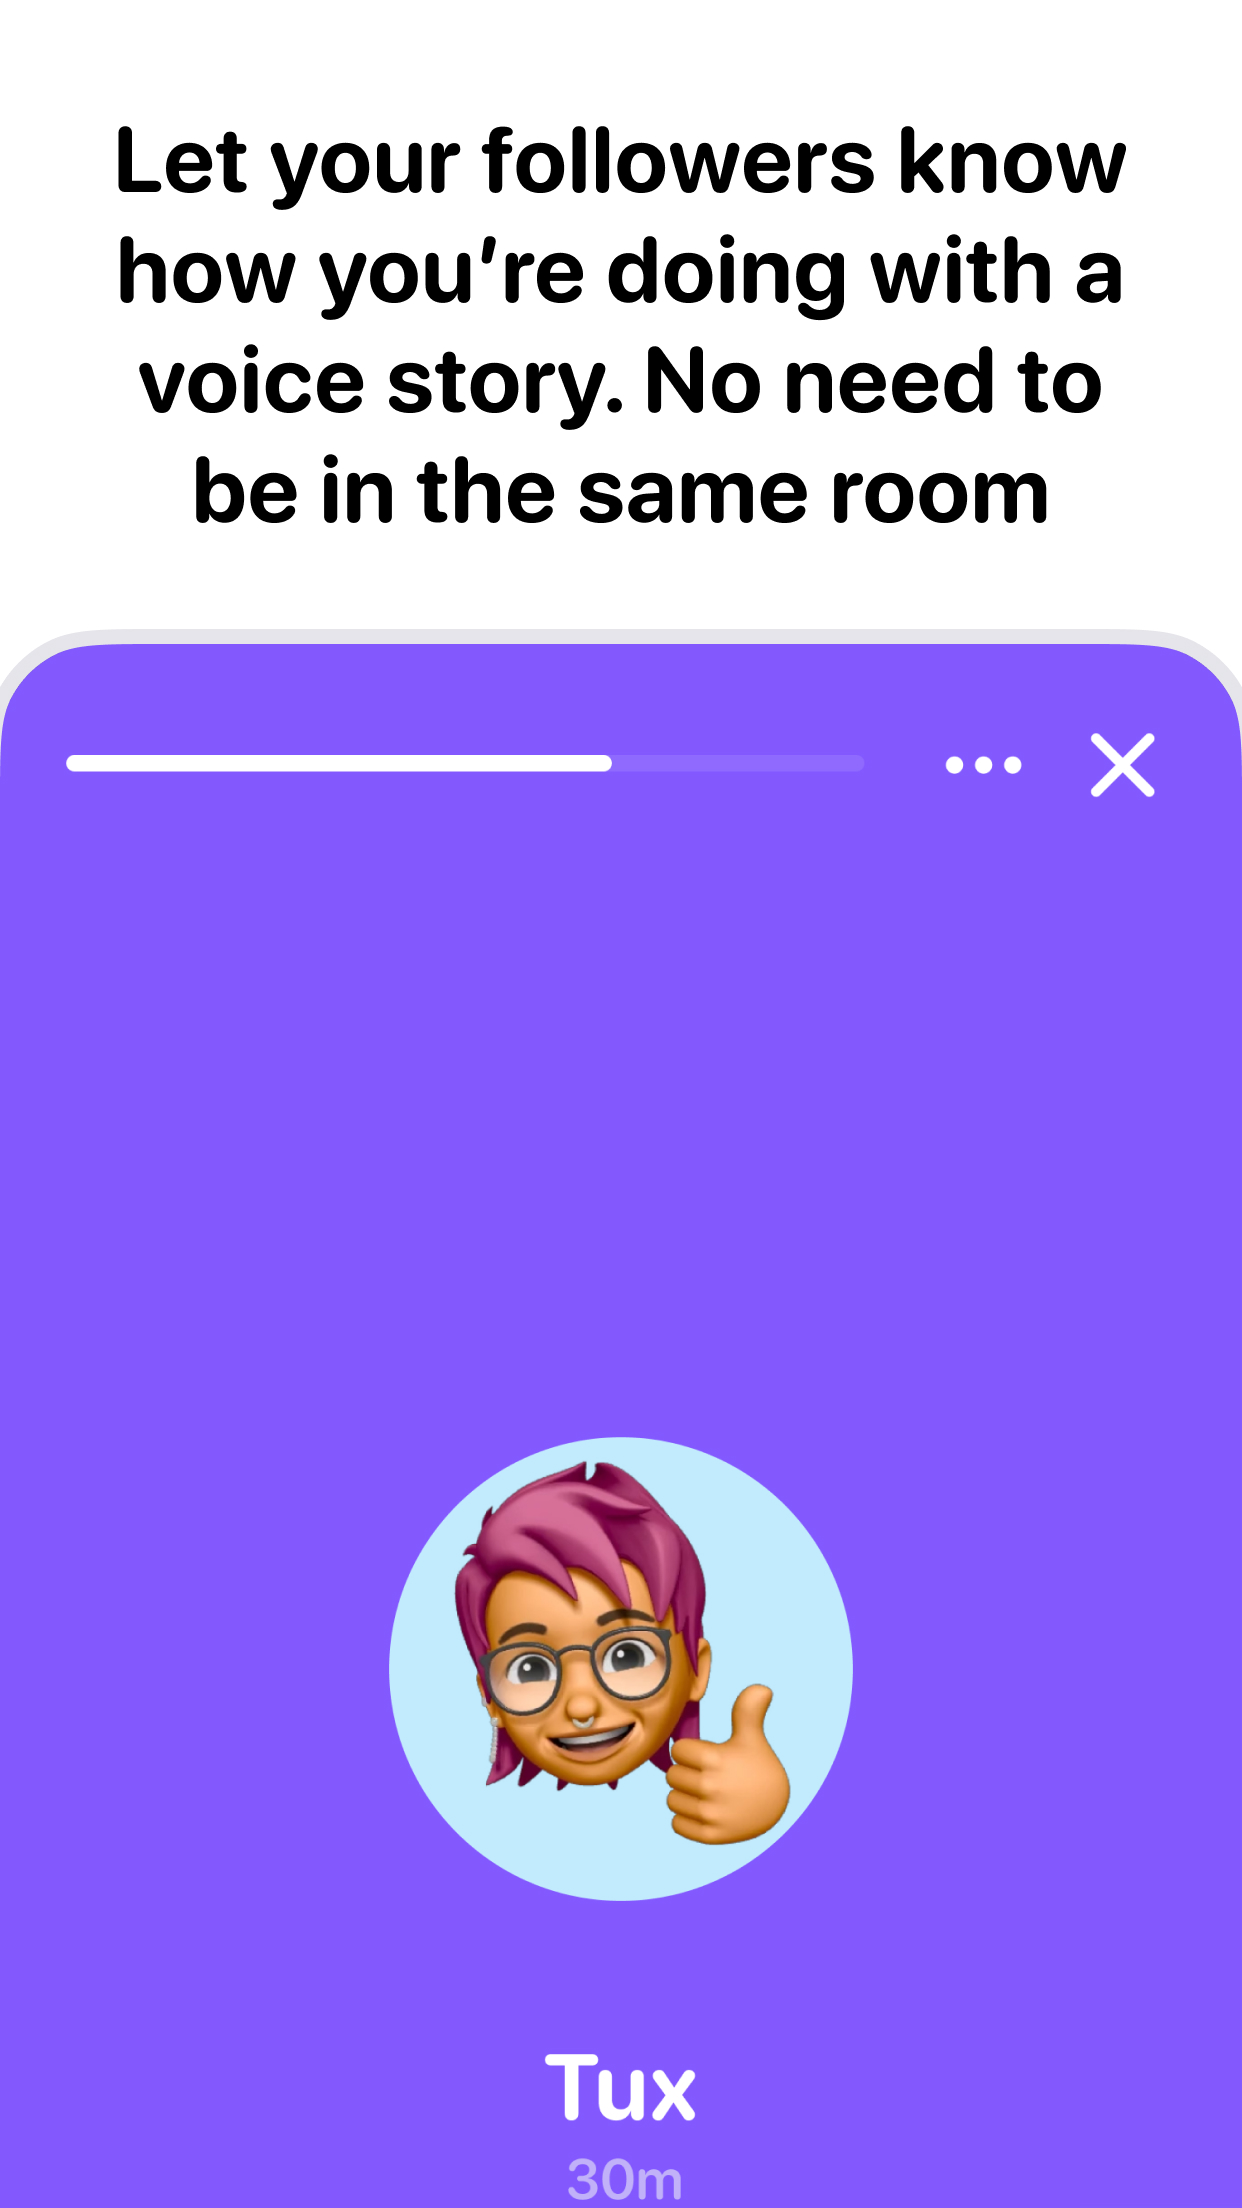 Let your followers know
how you’re doing with a
voice story. No need to
be in the same room
Tux
30m